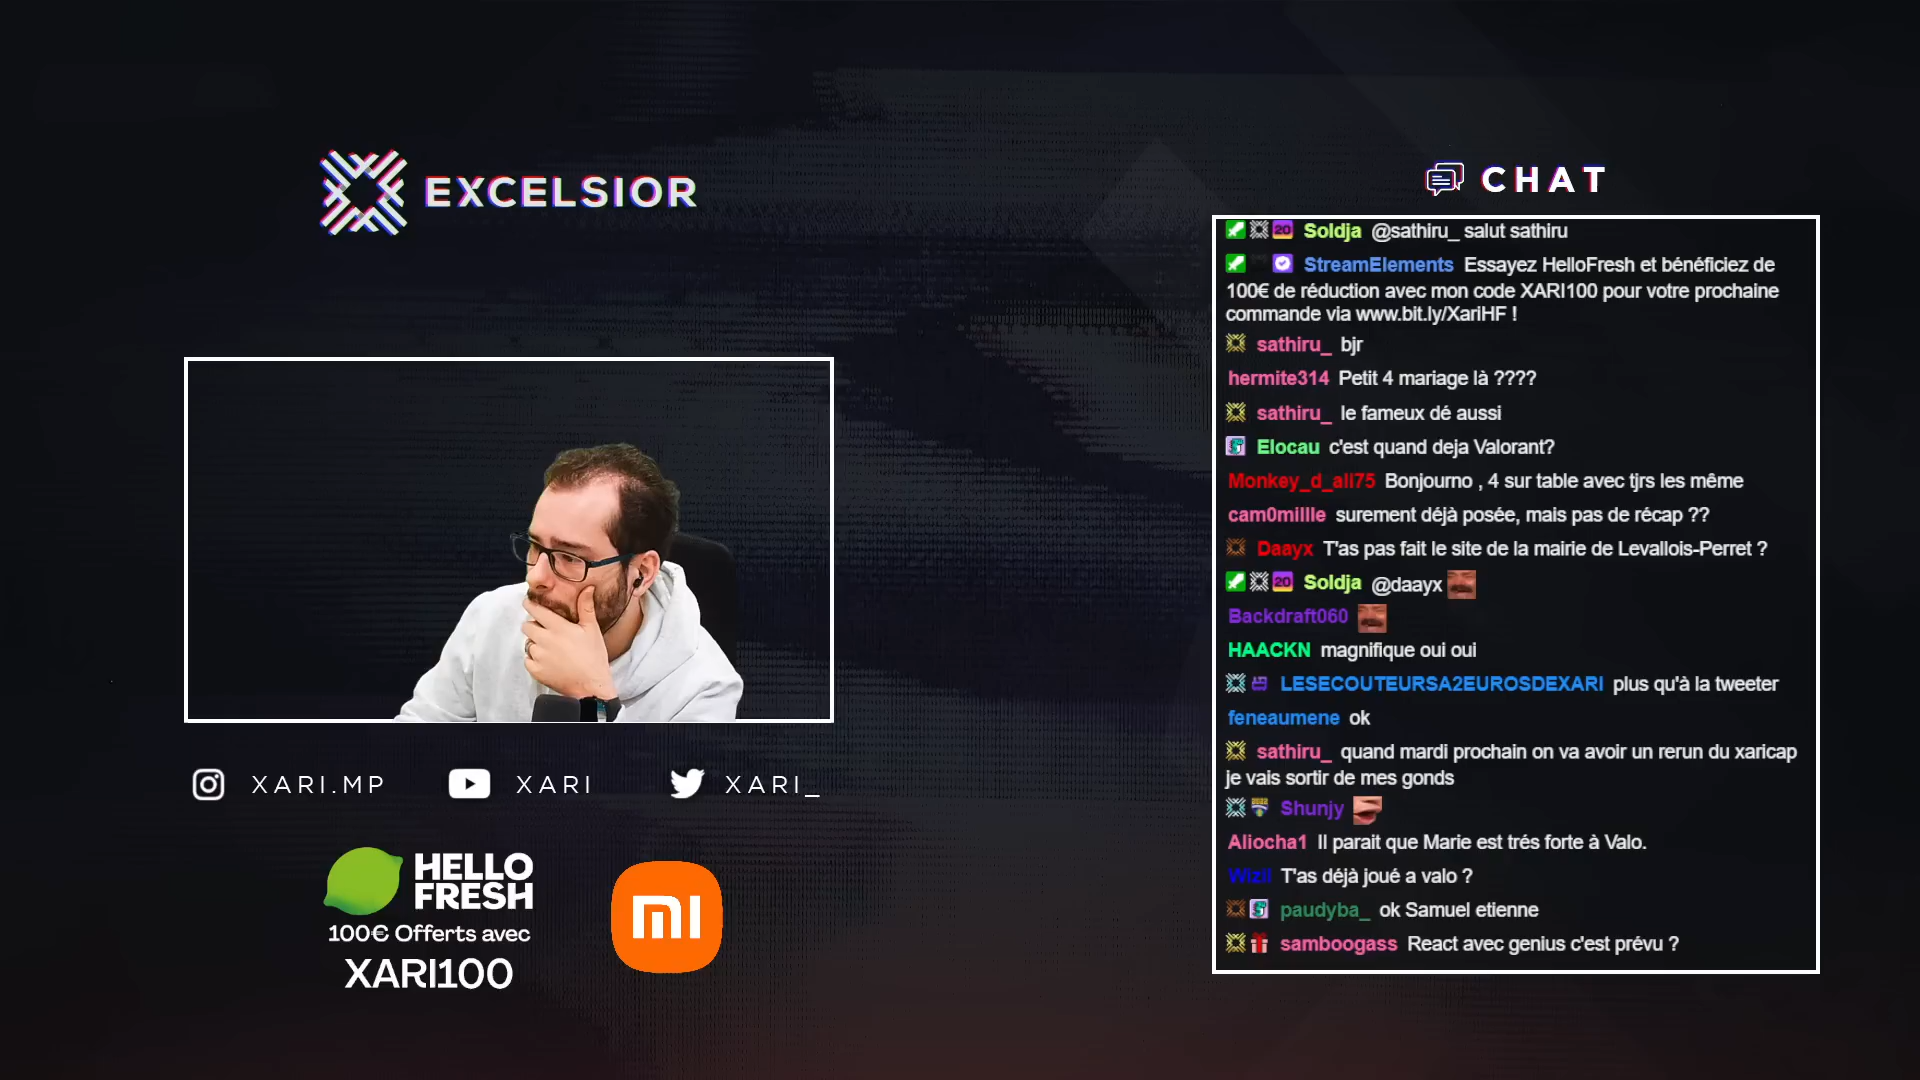 EXCELSIOR
CHAT
20 Soldja @sathiru_ salut sathiru
StreamElements Essayez HelloFresh et bénéficiez de
100€ de réduction avec mon code XARI100 pour votre prochaine
commande via www.bit.ly/XariHF !
sathiru_ bjr
hermite314 Petit 4 mariage là ????
sathiru_ le fameux dé aussi
Elocau c'est quand deja Valorant?
Monkey_d_ali75 Bonjourno , 4 sur table avec tjrs les même
cam0millle surement déjà posée, mais pas de récap ??
Daayx T'as pas fait le site de la mairie de Levallois-Perret ?
20 Soldja @daayx
Backdraft060
HAACKN magnifique oui oui
LESECOUTEURSA2EUROSDEXARI plus qu'à la tweeter
feneaumene ok
sathiru_ quand mardi prochain on va avoir un rerun du xaricap
je vais sortir de mes gonds
Shunjy
Aliocha1 Il parait que Marie est trés forte à Valo.
Wizii T'as déjà joué a valo ?
paudyba_ ok Samuel etienne
samboogass React avec genius c'est prévu ?
XARI.MP
XARI
XARI_
HELLO
FRESH
100€ Offerts avec
XARI100
MI